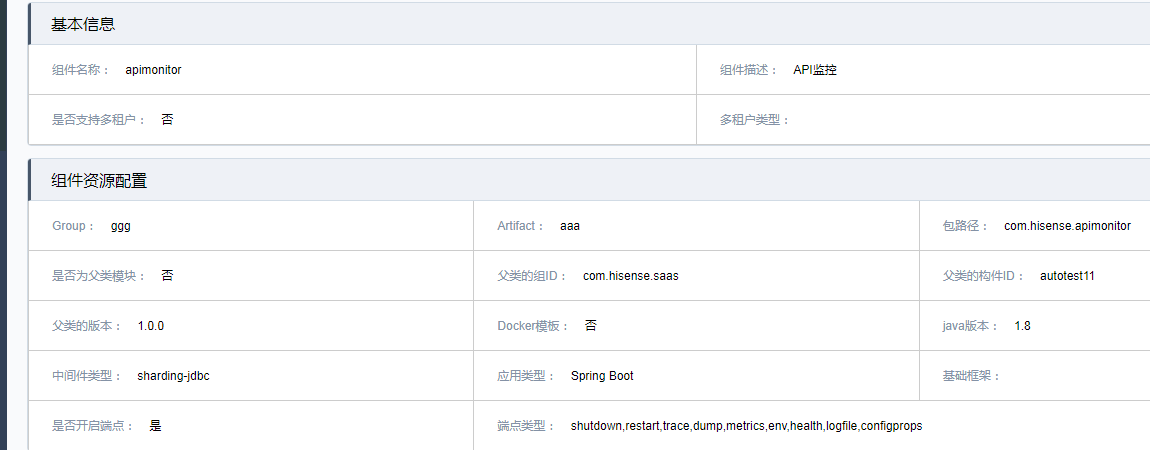 基本信息
组件名称： apimonitor 组件描述： API监控
是否支持多租户： 否 多租户类型：
组件资源配置
Group： ggg Artifact： aaa 包路径： com.hisense.apimonitor
是否为父类模块： 否 父类的组ID： com.hisense.saas 父类的构件ID： autotest11
父类的版本： 1.0.0 Docker模板： 否 java版本： 1.8
中间件类型： sharding-jdbc 应用类型： Spring Boot 基础框架：
是否开启端点： 是 端点类型： shutdown,restart,trace,dump,metrics,env,health,logfile,configprops